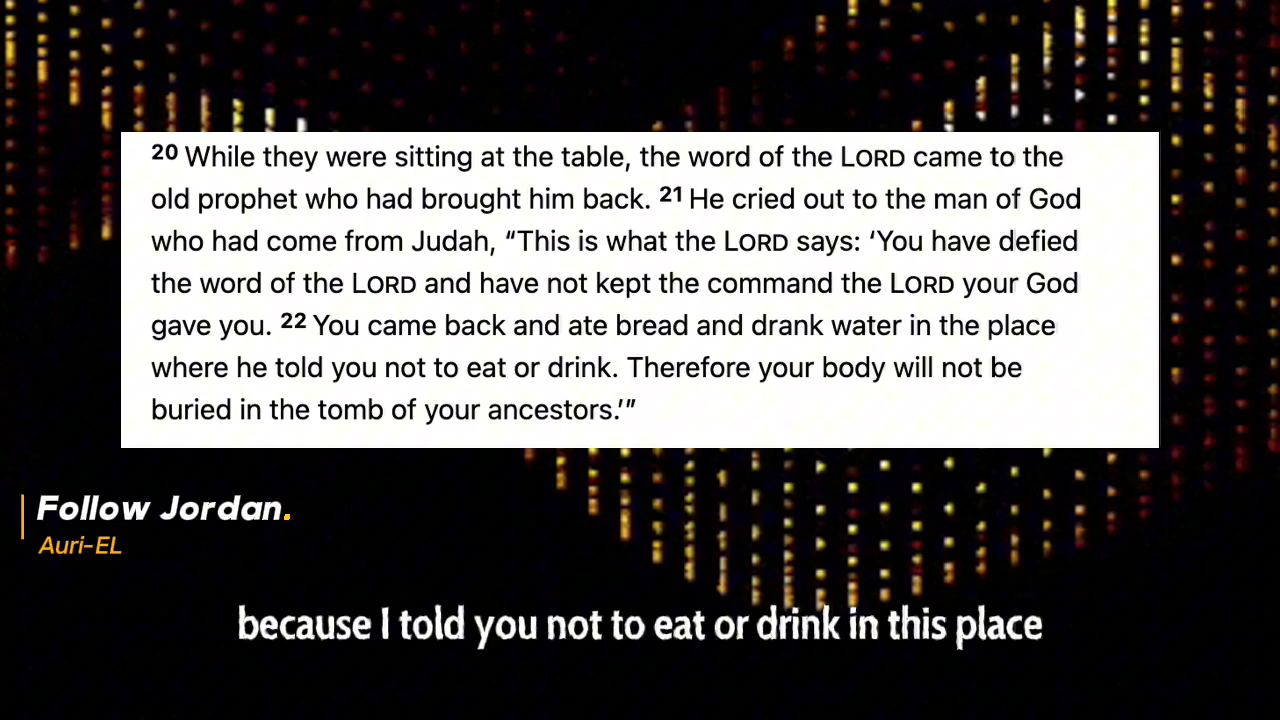 20 While they were sitting at the table, the word of the LORD came to the
old prophet who had brought him back. 21 He cried out to the man of God
who had come from Judah, “This is what the LORD says: ‘You have defied
the word of the LORD and have not kept the command the LORD your God
gave you. 22 You came back and ate bread and drank water in the place
where he told you not to eat or drink. Therefore your body will not be
buried in the tomb of your ancestors.’”
Follow Jordan.
Auri-EL
because I told you not to eat or drink in this place